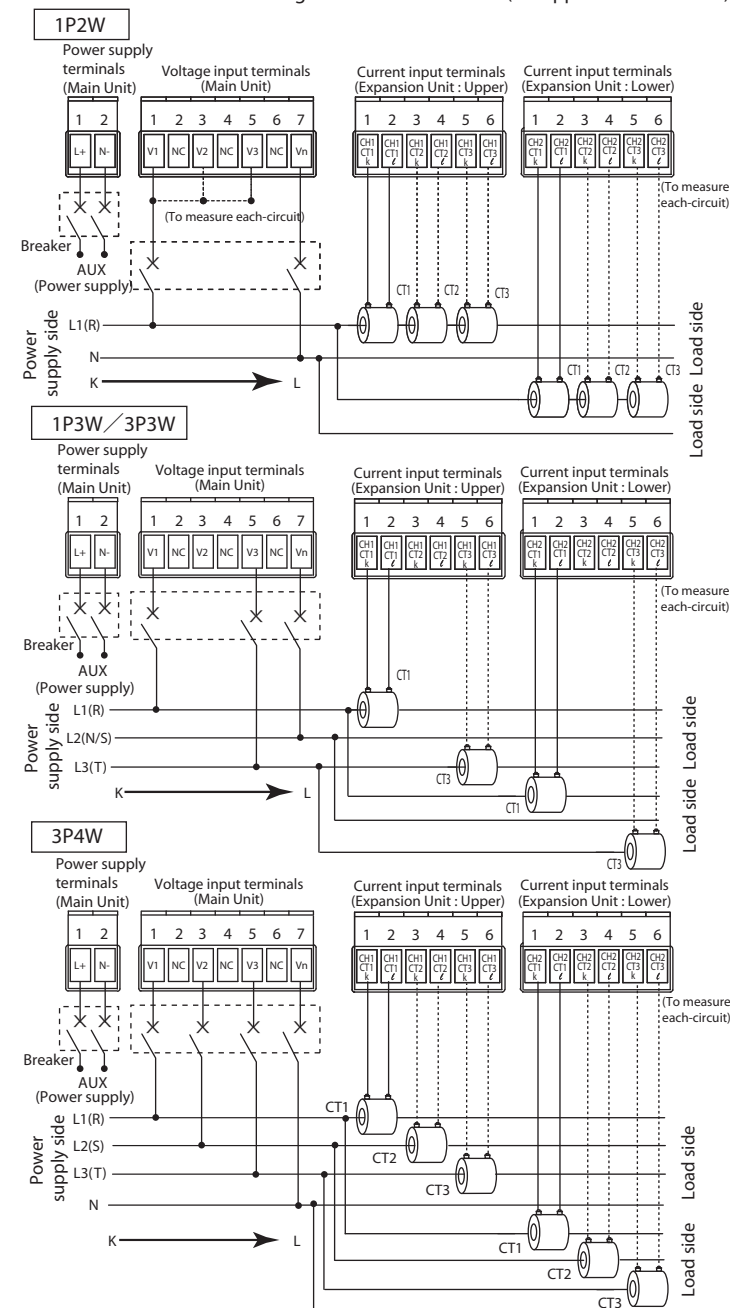 1P2W
Power supply
terminals
(Main Unit)
Voltage input terminals
(Main Unit)
Current input terminals
(Expansion Unit : Upper)
Current input terminals
(Expansion Unit : Lower)
1 2
1 2 3 4 5 6 7
1 2 3 4 5 6
1 2 3 4 5 6
L+ N-
V1 NC V2 NC V3 NC Vn
CH1 CT1 k
CH1 CT1 ℓ
CH1 CT2 k
CH1 CT2 ℓ
CH1 CT3 k
CH1 CT3 ℓ
CH2 CT1 k
CH2 CT1 ℓ
CH2 CT2 k
CH2 CT2 ℓ
CH2 CT3 k
CH2 CT3 ℓ
(To measure
each-circuit)
(To measure each-circuit)
Breaker
AUX
(Power supply)
CT1 CT2 CT3
Power
supply side
L1(R)
N
K L
CT1 CT2 CT3
Load side
Load side
1P3W／3P3W
Power supply
terminals
(Main Unit)
Voltage input terminals
(Main Unit)
Current input terminals
(Expansion Unit : Upper)
Current input terminals
(Expansion Unit : Lower)
1 2
1 2 3 4 5 6 7
1 2 3 4 5 6
1 2 3 4 5 6
L+ N-
V1 NC V2 NC V3 NC Vn
CH1 CT1 k
CH1 CT1 ℓ
CH1 CT2 k
CH1 CT2 ℓ
CH1 CT3 k
CH1 CT3 ℓ
CH2 CT1 k
CH2 CT1 ℓ
CH2 CT2 k
CH2 CT2 ℓ
CH2 CT3 k
CH2 CT3 ℓ
(To measure
each-circuit)
Breaker
AUX
(Power supply)
CT1
Power
supply side
L1(R)
L2(N/S)
L3(T)
K L
CT3
CT1
CT3
Load side
Load side
3P4W
Power supply
terminals
(Main Unit)
Voltage input terminals
(Main Unit)
Current input terminals
(Expansion Unit : Upper)
Current input terminals
(Expansion Unit : Lower)
1 2
1 2 3 4 5 6 7
1 2 3 4 5 6
1 2 3 4 5 6
L+ N-
V1 NC V2 NC V3 NC Vn
CH1 CT1 k
CH1 CT1 ℓ
CH1 CT2 k
CH1 CT2 ℓ
CH1 CT3 k
CH1 CT3 ℓ
CH2 CT1 k
CH2 CT1 ℓ
CH2 CT2 k
CH2 CT2 ℓ
CH2 CT3 k
CH2 CT3 ℓ
(To measure
each-circuit)
Breaker
AUX
(Power supply)
Power
supply side
L1(R)
L2(S)
L3(T)
N
K L
CT1
CT2
CT3
CT1
CT2
CT3
Load side
Load side